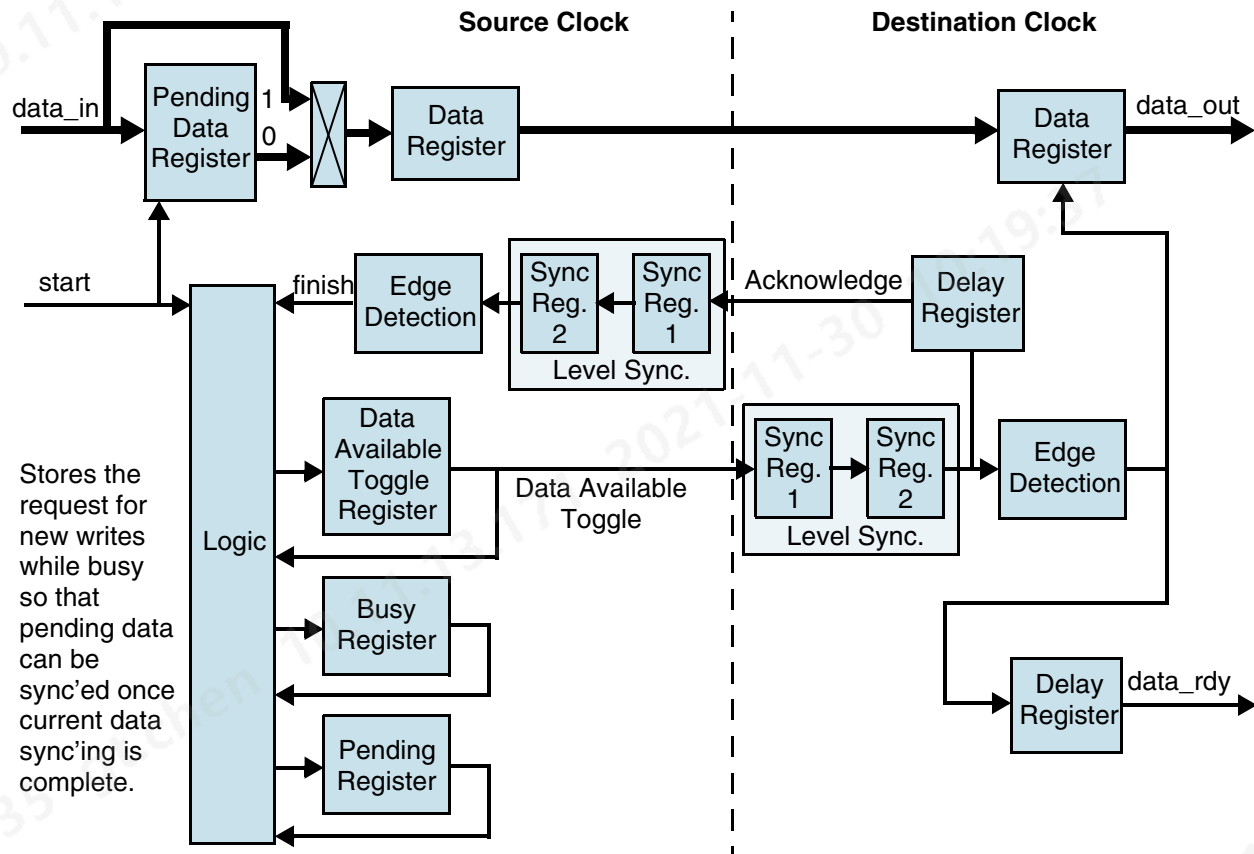 Source Clock
Destination Clock
data_in
Pending
Data
Register
1
0
Data
Register
Data
Register
data_out
start
finish
Edge
Detection
Sync
Reg.
2
Sync
Reg.
1
Level Sync.
Acknowledge
Delay
Register
Data
Available
Toggle
Register
Data Available
Toggle
Sync
Reg.
1
Sync
Reg.
2
Level Sync.
Edge
Detection
Stores the
request for
new writes
while busy
so that
pending data
can be
sync'ed once
current data
sync'ing is
complete.
Logic
Busy
Register
Pending
Register
Delay
Register
data_rdy